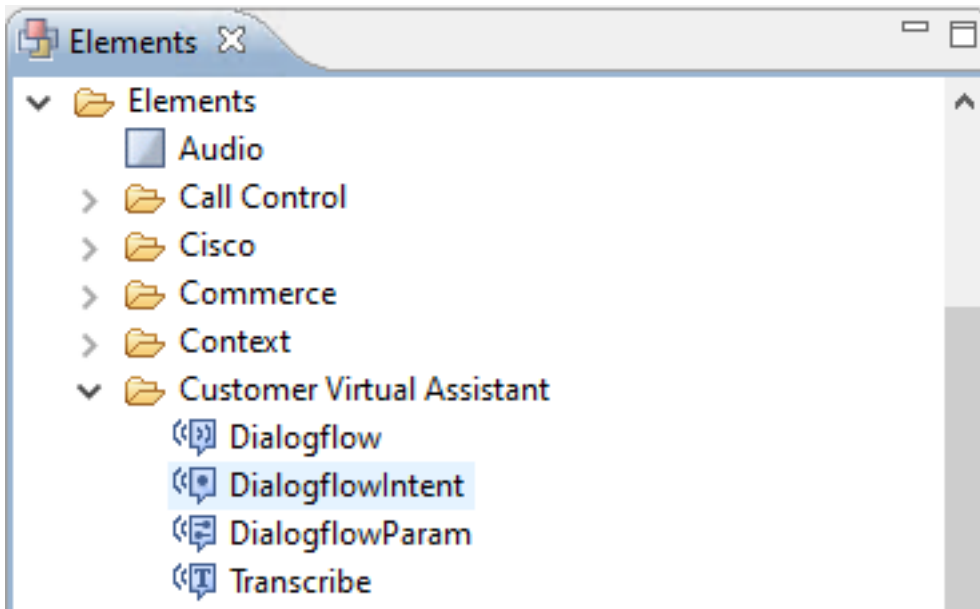 Elements
Elements
Audio
Call Control
Cisco
Commerce
Context
Customer Virtual Assistant
Dialogflow
DialogflowIntent
DialogflowParam
Transcribe